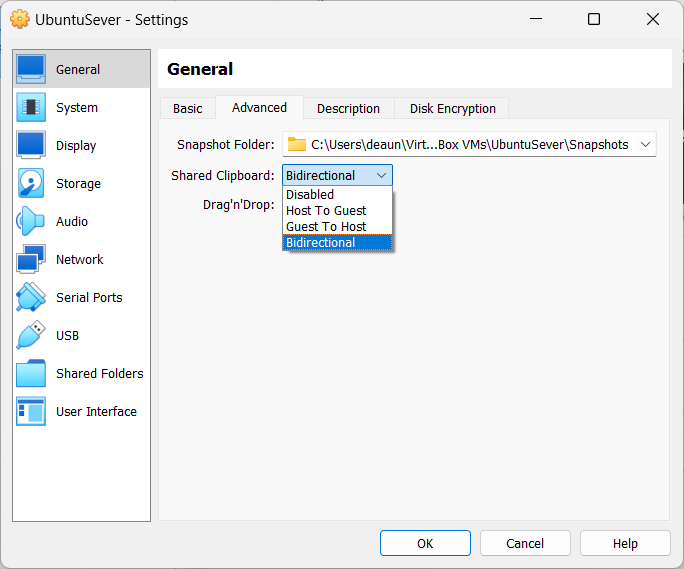 UbuntuSever - Settings
General
System
Display
Storage
Audio
Network
Serial Ports
USB
Shared Folders
User Interface
General
Basic Advanced Description Disk Encryption
Snapshot Folder: C:\Users\deaun\Virt...Box VMs\UbuntuSever\Snapshots
Shared Clipboard: Bidirectional
Drag'n'Drop:
Disabled
Host To Guest
Guest To Host
Bidirectional
OK Cancel Help